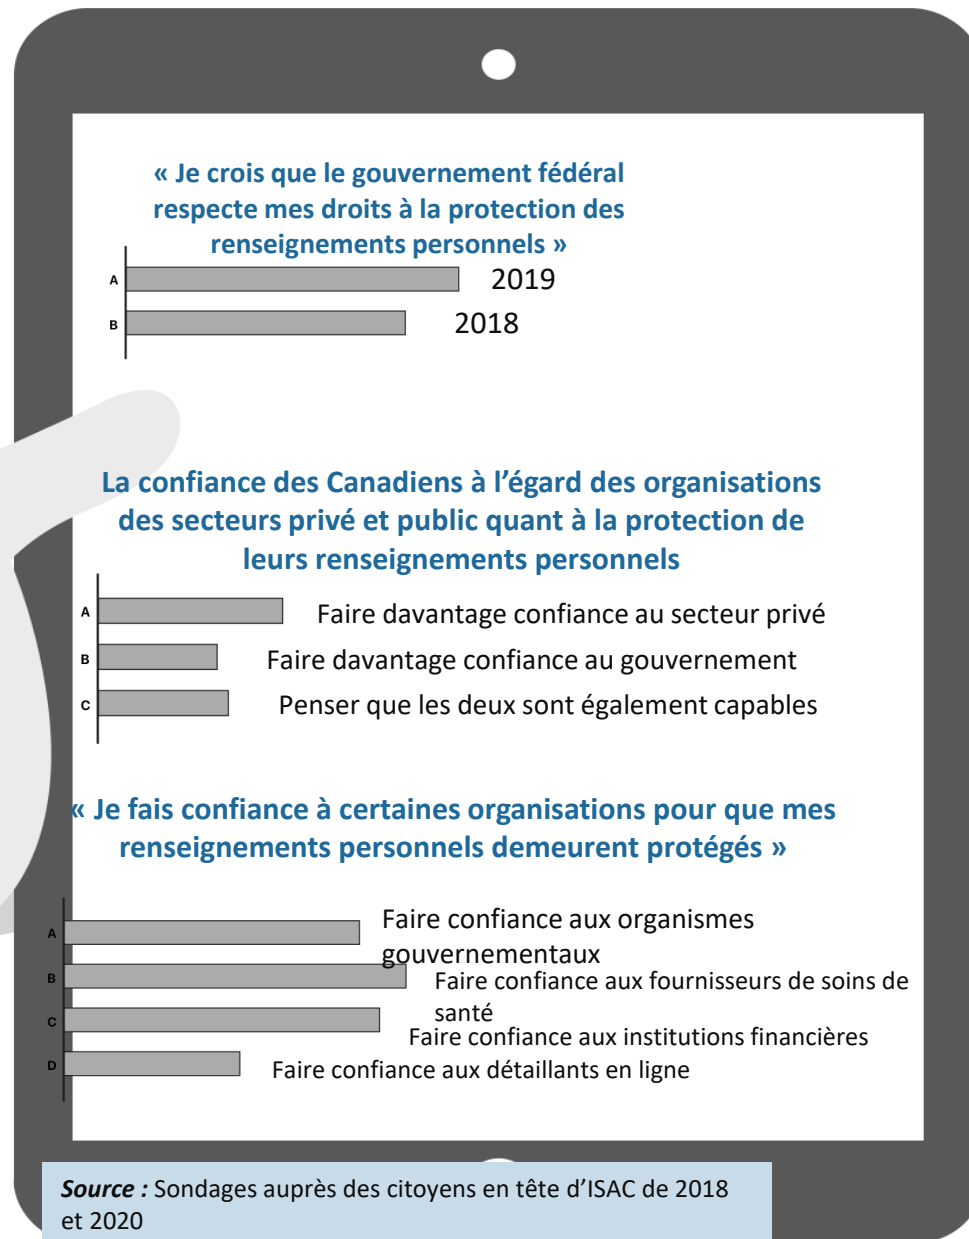 « Je crois que le gouvernement fédéral
respecte mes droits à la protection des
renseignements personnels »
A
2019
B
2018
La confiance des Canadiens à l’égard des organisations
des secteurs privé et public quant à la protection de
leurs renseignements personnels
A
Faire davantage confiance au secteur privé
B
Faire davantage confiance au gouvernement
C
Penser que les deux sont également capables
« Je fais confiance à certaines organisations pour que mes
renseignements personnels demeurent protégés »
A
Faire confiance aux organismes
gouvernementaux
B
Faire confiance aux fournisseurs de soins de
santé
C
Faire confiance aux institutions financières
D
Faire confiance aux détaillants en ligne
Source : Sondages auprès des citoyens en tête d’ISAC de 2018
et 2020